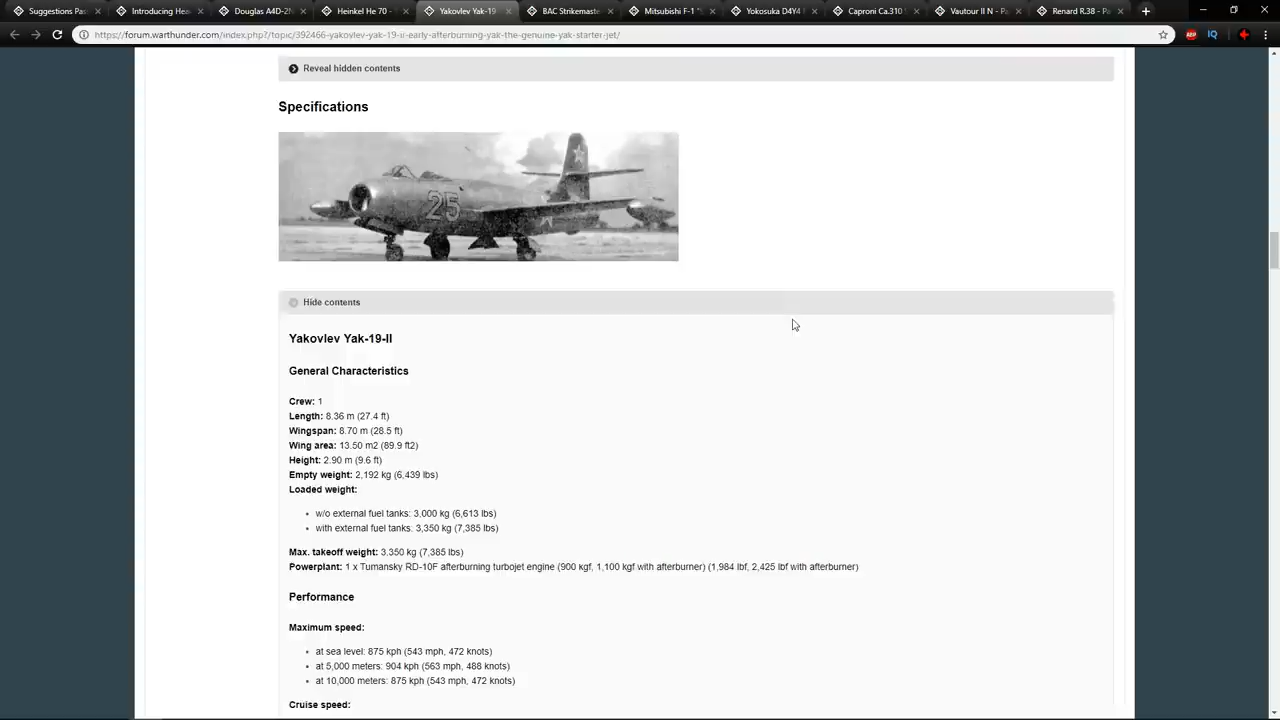 Suggestions Pas
Introducing Hea
Douglas A4D-2N
Heinkel He 70 -
Yakovlev Yak-19
BAC Strikemaste
Mitsubishi F-1 "
Yokosuka D4Y4
Caproni Ca.310
Vautour II N - Pa
Renard R.38 - Pa
https://forum.warthunder.com/index.php?/topic/392466-yakovlev-yak-19-ii-early-afterburning-yak-the-genuine-yak-starter-jet/
ABP
IQ
Reveal hidden contents
Specifications
25
Hide contents
Yakovlev Yak-19-II
General Characteristics
Crew: 1
Length: 8.36 m (27.4 ft)
Wingspan: 8.70 m (28.5 ft)
Wing area: 13.50 m2 (89.9 ft2)
Height: 2.90 m (9.6 ft)
Empty weight: 2,192 kg (6,439 lbs)
Loaded weight:
• w/o external fuel tanks: 3,000 kg (6,613 lbs)
• with external fuel tanks: 3,350 kg (7,385 lbs)
Max. takeoff weight: 3.350 kg (7,385 lbs)
Powerplant: 1 x Tumansky RD-10F afterburning turbojet engine (900 kgf, 1,100 kgf with afterburner) (1,984 lbf, 2,425 lbf with afterburner)
Performance
Maximum speed:
• at sea level: 875 kph (543 mph, 472 knots)
• at 5,000 meters: 904 kph (563 mph, 488 knots)
• at 10,000 meters: 875 kph (543 mph, 472 knots)
Cruise speed: